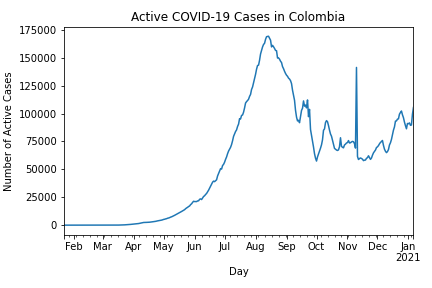 Active COVID-19 Cases in Colombia
175000
150000
125000
100000
75000
50000
25000
0
Number of Active Cases
Feb Mar Apr May Jun Jul Aug Sep Oct Nov Dec Jan
2021
Day